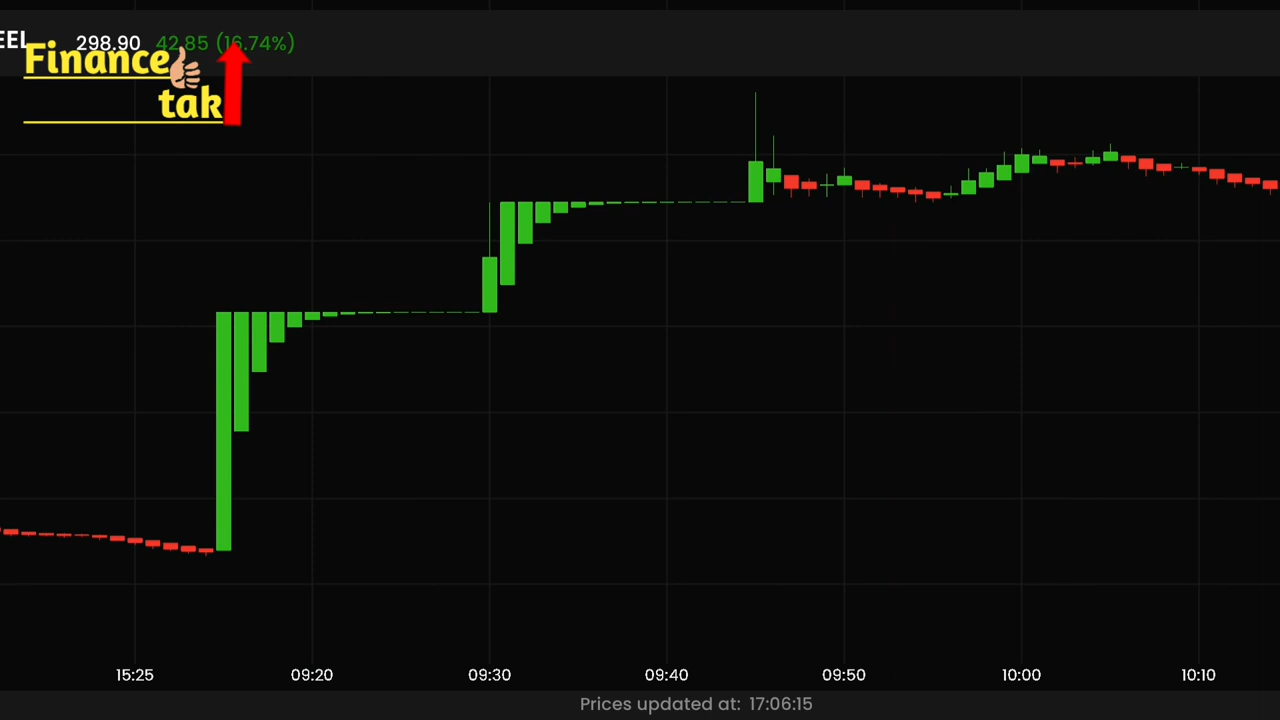 EEL 298.90 42.85 (16.74%)
Finance
tak
15:25 09:20 09:30 09:40 09:50 10:00 10:10
Prices updated at: 17:06:15